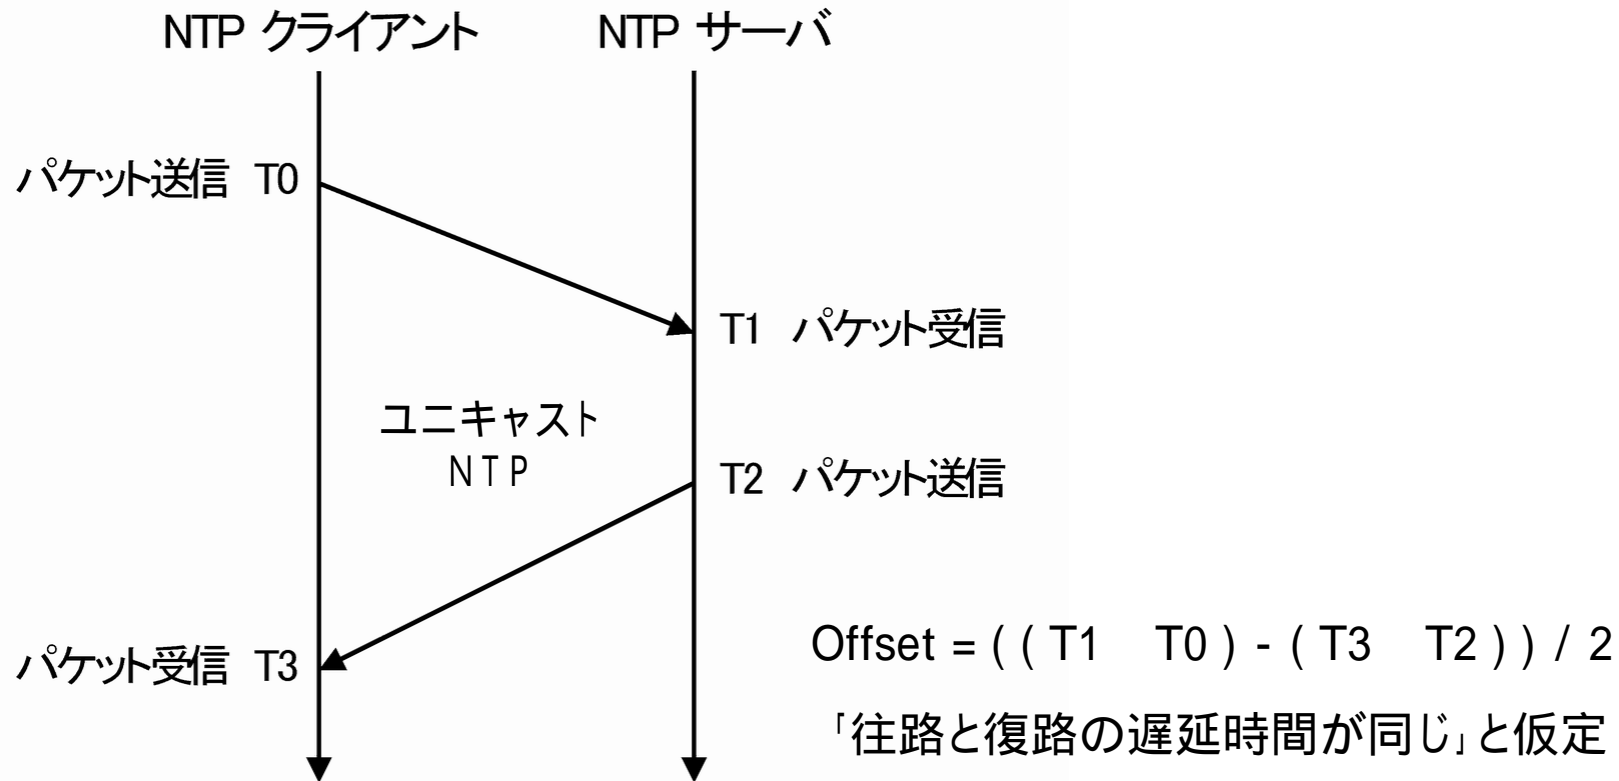 NTP クライアント
NTP サーバ
パケット送信 T0
T1 パケット受信
ユニキャスト
NTP
T2 パケット送信
パケット受信 T3
Offset = ( ( T1 T0 ) - ( T3 T2 ) ) / 2
「往路と復路の遅延時間が同じ」と仮定